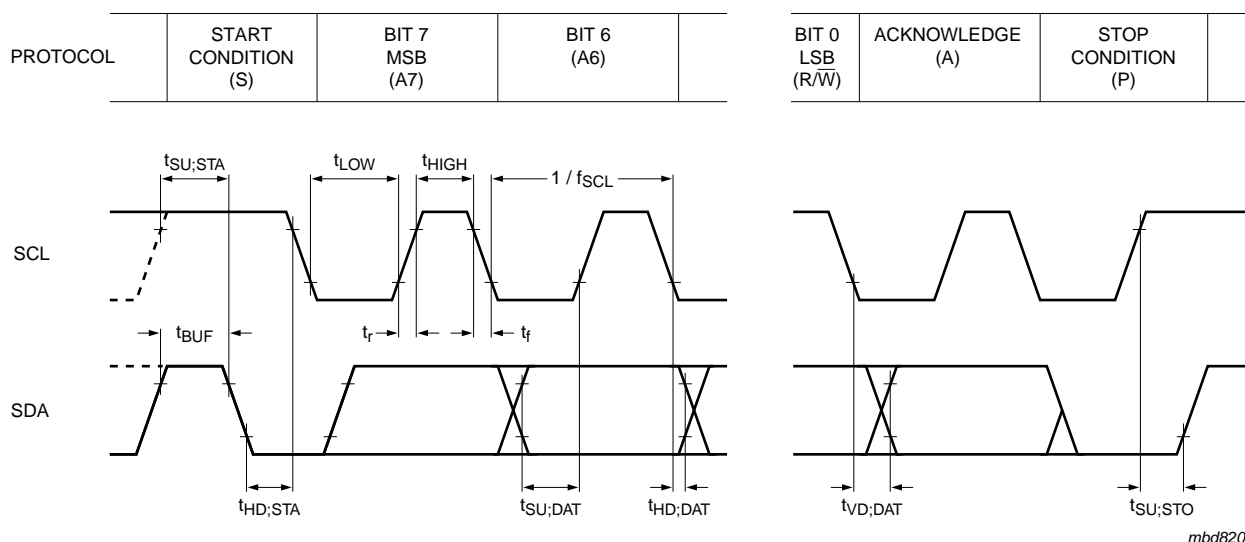 PROTOCOL
START
CONDITION
(S)
BIT 7
MSB
(A7)
BIT 6
(A6)
BIT 0
LSB
(R/W̅)
ACKNOWLEDGE
(A)
STOP
CONDITION
(P)
tSU;STA
tLOW
tHIGH
1 / fSCL
SCL
tBUF
tr
tf
SDA
tHD;STA
tSU;DAT
tHD;DAT
tVD;DAT
tSU;STO
mbd820